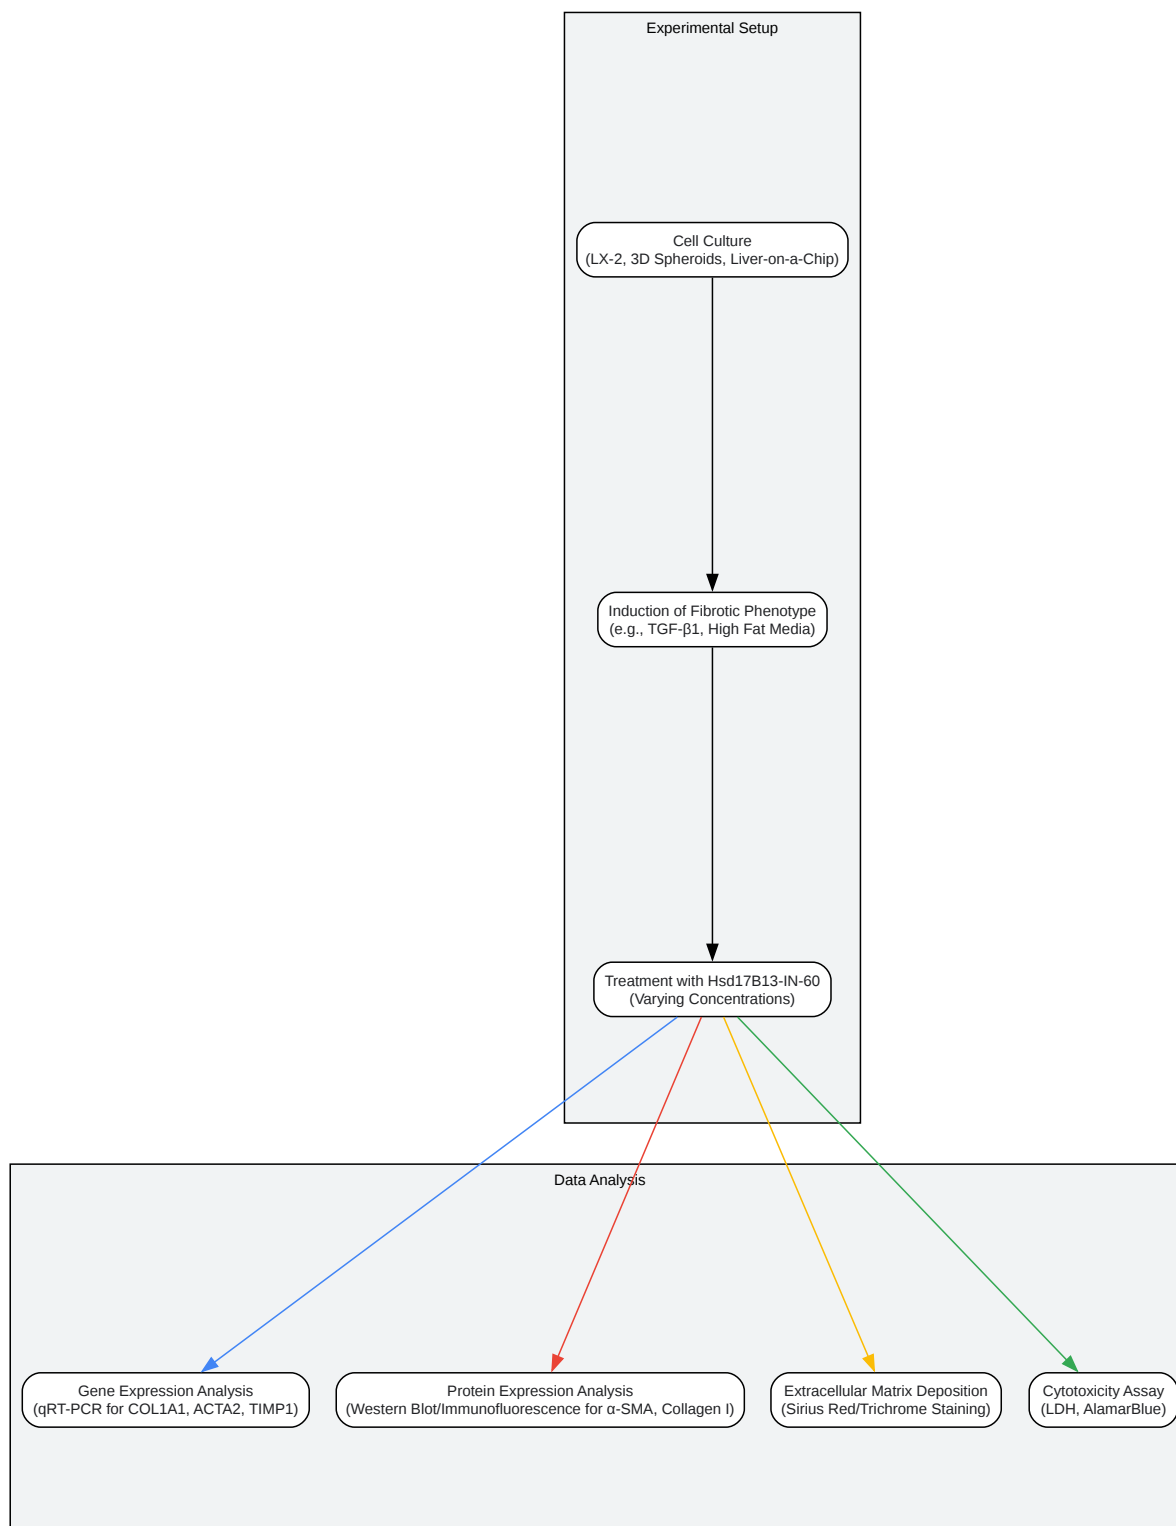 Experimental Setup
Cell Culture
(LX-2, 3D Spheroids, Liver-on-a-Chip)
Induction of Fibrotic Phenotype
(e.g., TGF-β1, High Fat Media)
Treatment with Hsd17B13-IN-60
(Varying Concentrations)
Data Analysis
Gene Expression Analysis
(qRT-PCR for COL1A1, ACTA2, TIMP1)
Protein Expression Analysis
(Western Blot/Immunofluorescence for α-SMA, Collagen I)
Extracellular Matrix Deposition
(Sirius Red/Trichrome Staining)
Cytotoxicity Assay
(LDH, AlamarBlue)